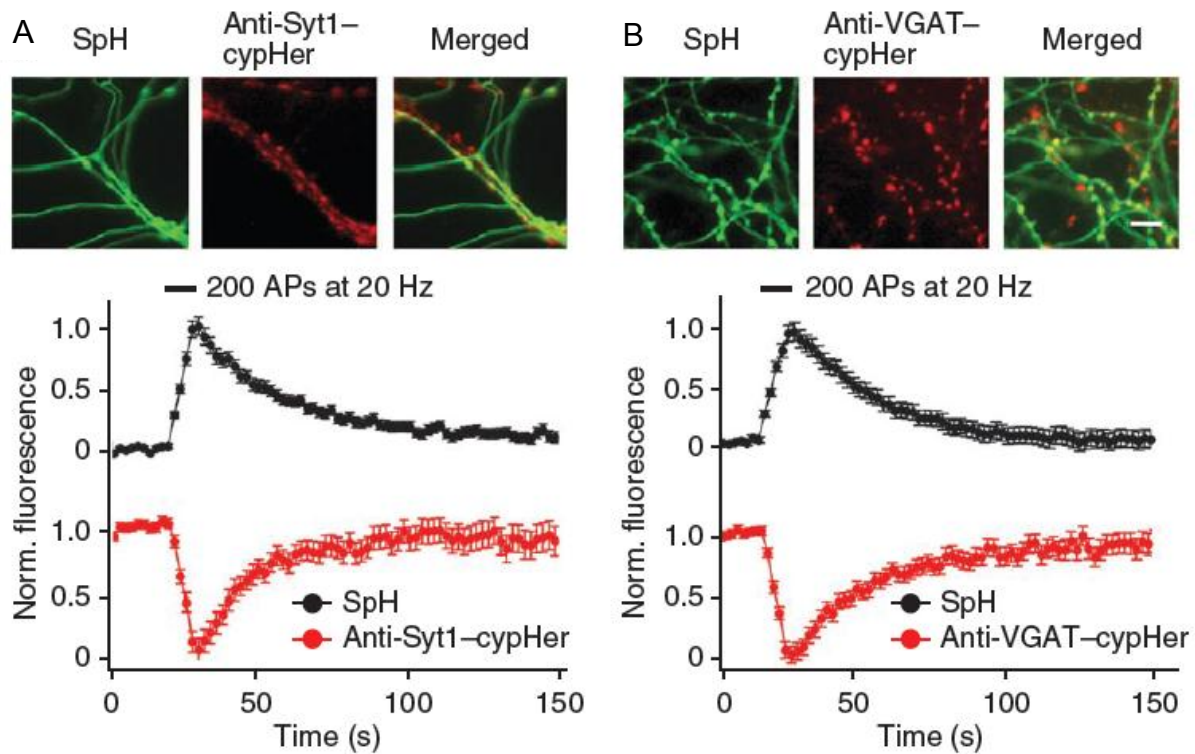 A
SpH
Anti-Syt1–
cypHer
Merged
200 APs at 20 Hz
Norm. fluorescence
1.0
0.5
0
1.0
0.5
0
SpH
Anti-Syt1–cypHer
0
50
100
150
Time (s)
B
SpH
Anti-VGAT–
cypHer
Merged
200 APs at 20 Hz
Norm. fluorescence
1.0
0.5
0
1.0
0.5
0
SpH
Anti-VGAT–cypHer
0
50
100
150
Time (s)